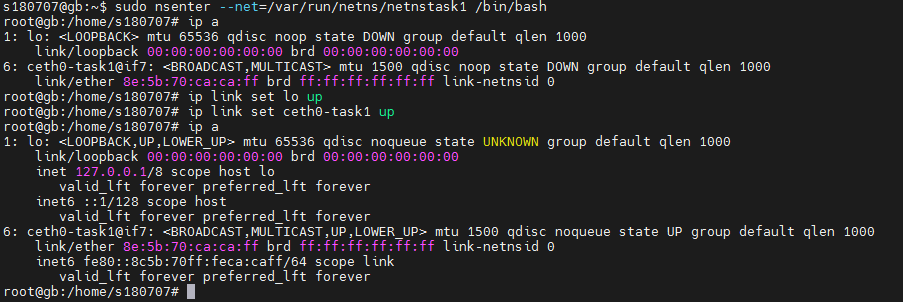 s180707@gb:~$ sudo nsenter --net=/var/run/netns/netnstask1 /bin/bash
root@gb:/home/s180707# ip a
1: lo: <LOOPBACK> mtu 65536 qdisc noop state DOWN group default qlen 1000
    link/loopback 00:00:00:00:00:00 brd 00:00:00:00:00:00
6: ceth0-task1@if7: <BROADCAST,MULTICAST> mtu 1500 qdisc noop state DOWN group default qlen 1000
    link/ether 8e:5b:70:ca:ca:ff brd ff:ff:ff:ff:ff:ff link-netnsid 0
root@gb:/home/s180707# ip link set lo up
root@gb:/home/s180707# ip link set ceth0-task1 up
root@gb:/home/s180707# ip a
1: lo: <LOOPBACK,UP,LOWER_UP> mtu 65536 qdisc noqueue state UNKNOWN group default qlen 1000
    link/loopback 00:00:00:00:00:00 brd 00:00:00:00:00:00
    inet 127.0.0.1/8 scope host lo
       valid_lft forever preferred_lft forever
    inet6 ::1/128 scope host
       valid_lft forever preferred_lft forever
6: ceth0-task1@if7: <BROADCAST,MULTICAST,UP,LOWER_UP> mtu 1500 qdisc noqueue state UP group default qlen 1000
    link/ether 8e:5b:70:ca:ca:ff brd ff:ff:ff:ff:ff:ff link-netnsid 0
    inet6 fe80::8c5b:70ff:feca:caff/64 scope link
       valid_lft forever preferred_lft forever
root@gb:/home/s180707#